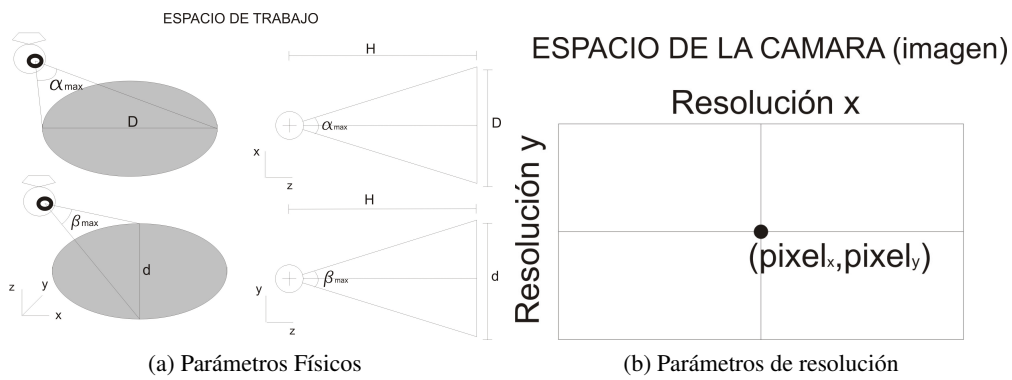 ESPACIO DE TRABAJO
αmax
D
H
αmax
D
x
z
βmax
d
z
y
x
H
βmax
d
y
z
(a) Parámetros Físicos
ESPACIO DE LA CAMARA (imagen)
Resolución x
Resolución y
(pixelx,pixely)
(b) Parámetros de resolución